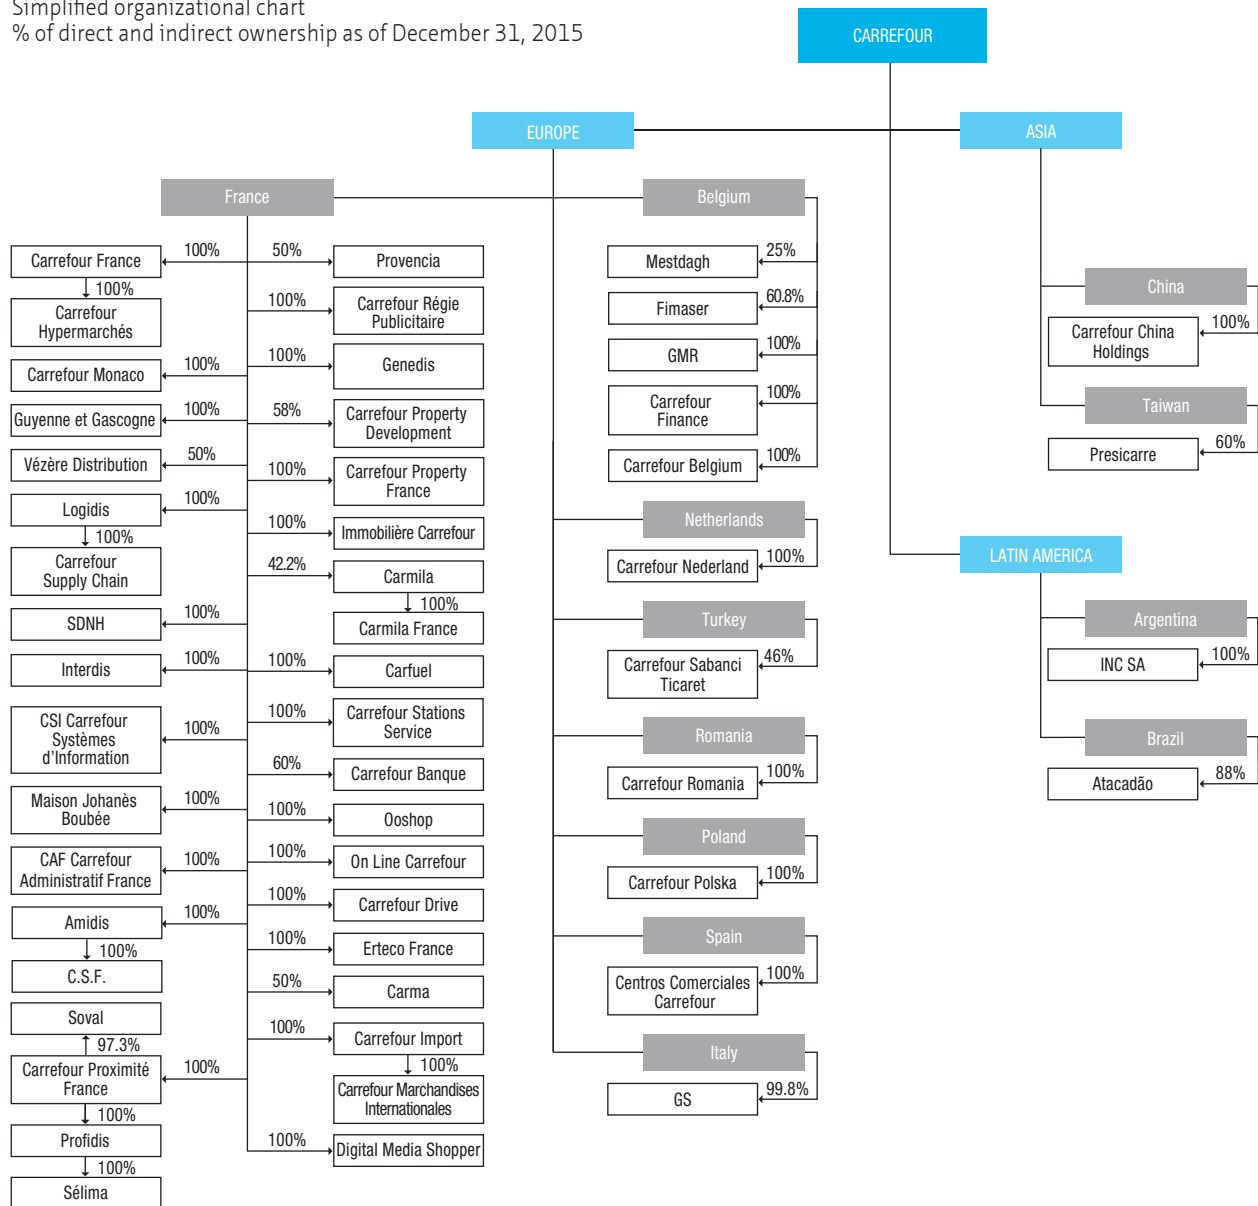 Simplified organizational chart
% of direct and indirect ownership as of December 31, 2015
CARREFOUR
EUROPE
ASIA
LATIN AMERICA
France
100%
Carrefour France
100%
Carrefour
Hypermarchés
100%
Carrefour Monaco
100%
Guyenne et Gascogne
50%
Vézère Distribution
100%
Logidis
100%
Carrefour
Supply Chain
100%
SDNH
100%
Interdis
100%
CSI Carrefour
Systèmes
d'Information
100%
Maison Johanès
Boubée
100%
CAF Carrefour
Administratif France
100%
Amidis
100%
C.S.F.
Soval
97.3%
100%
Carrefour Proximité
France
100%
Profidis
100%
Sélima
50%
Provencia
100%
Carrefour Régie
Publicitaire
100%
Genedis
58%
Carrefour Property
Development
100%
Carrefour Property
France
100%
Immobilière Carrefour
42.2%
Carmila
100%
Carmila France
100%
Carfuel
100%
Carrefour Stations
Service
60%
Carrefour Banque
100%
Ooshop
100%
On Line Carrefour
100%
Carrefour Drive
100%
Erteco France
50%
Carma
100%
Carrefour Import
100%
Carrefour Marchandises
Internationales
100%
Digital Media Shopper
Belgium
25%
Mestdagh
60.8%
Fimaser
100%
GMR
100%
Carrefour
Finance
100%
Carrefour Belgium
Netherlands
100%
Carrefour Nederland
Turkey
46%
Carrefour Sabanci
Ticaret
Romania
100%
Carrefour Romania
Poland
100%
Carrefour Polska
Spain
100%
Centros Comerciales
Carrefour
Italy
99.8%
GS
China
100%
Carrefour China
Holdings
Taiwan
60%
Presicarre
Argentina
100%
INC SA
Brazil
88%
Atacadão